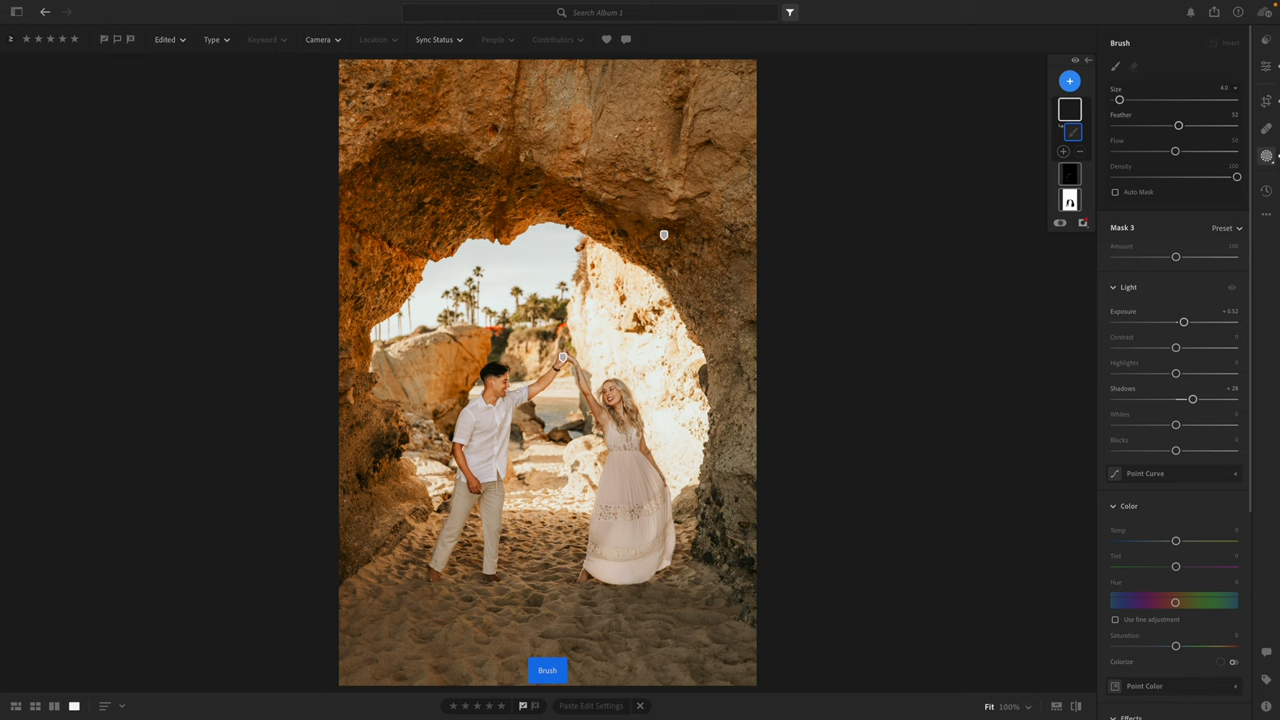 Search Album 1
Edited
Type
Keyword
Camera
Location
Sync Status
People
Contributors
Brush
Invert
Size
4.0
Feather
52
Flow
50
Density
100
Auto Mask
Mask 3
Preset
Amount
100
Light
Exposure
+ 0.52
Contrast
0
Highlights
0
Shadows
+ 28
Whites
0
Blacks
0
Point Curve
Color
Temp
0
Tint
0
Hue
0
Use fine adjustment
Saturation
0
Colorize
Point Color
Effects
Brush
Paste Edit Settings
Fit
100%